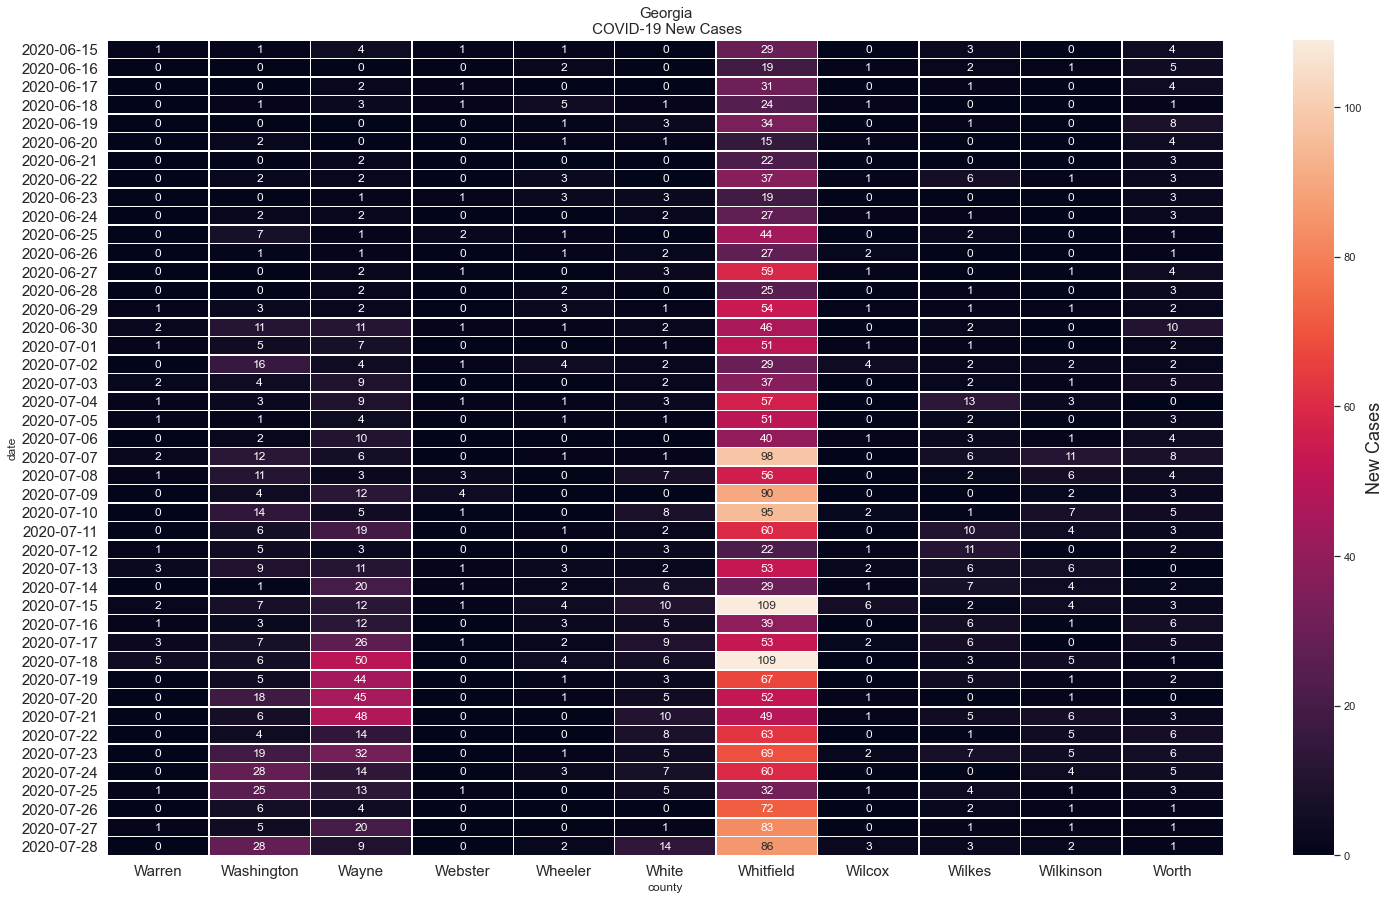 Georgia
COVID-19 New Cases
2020-06-15 1 1 4 1 1 0 29 0 3 0 4
2020-06-16 0 0 0 0 2 0 19 1 2 1 5
2020-06-17 0 0 2 1 0 0 31 0 1 0 4
2020-06-18 0 1 3 1 5 1 24 1 0 0 1
2020-06-19 0 0 0 0 1 3 34 0 1 0 8
2020-06-20 0 2 0 0 1 1 15 1 0 0 4
2020-06-21 0 0 2 0 0 0 22 0 0 0 3
2020-06-22 0 2 2 0 3 0 37 1 6 1 3
2020-06-23 0 0 1 1 3 3 19 0 0 0 3
2020-06-24 0 2 2 0 0 2 27 1 1 0 3
2020-06-25 0 7 1 2 1 0 44 0 2 0 1
2020-06-26 0 1 1 0 1 2 27 2 0 0 1
2020-06-27 0 0 2 1 0 3 59 1 0 1 4
2020-06-28 0 0 2 0 2 0 25 0 1 0 3
2020-06-29 1 3 2 0 3 1 54 1 1 1 2
2020-06-30 2 11 11 1 1 2 46 0 2 0 10
2020-07-01 1 5 7 0 0 1 51 1 1 0 2
2020-07-02 0 16 4 1 4 2 29 4 2 2 2
2020-07-03 2 4 9 0 0 2 37 0 2 1 5
2020-07-04 1 3 9 1 1 3 57 0 13 3 0
2020-07-05 1 1 4 0 1 1 51 0 2 0 3
2020-07-06 0 2 10 0 0 0 40 1 3 1 4
2020-07-07 2 12 6 0 1 1 98 0 6 11 8
2020-07-08 1 11 3 3 0 7 56 0 2 6 4
2020-07-09 0 4 12 4 0 0 90 0 0 2 3
2020-07-10 0 14 5 1 0 8 95 2 1 7 5
2020-07-11 0 6 19 0 1 2 60 0 10 4 3
2020-07-12 1 5 3 0 0 3 22 1 11 0 2
2020-07-13 3 9 11 1 3 2 53 2 6 6 0
2020-07-14 0 1 20 1 2 6 29 1 7 4 2
2020-07-15 2 7 12 1 4 10 109 6 2 4 3
2020-07-16 1 3 12 0 3 5 39 0 6 1 6
2020-07-17 3 7 26 1 2 9 53 2 6 0 5
2020-07-18 5 6 50 0 4 6 109 0 3 5 1
2020-07-19 0 5 44 0 1 3 67 0 5 1 2
2020-07-20 0 18 45 0 1 5 52 1 0 1 0
2020-07-21 0 6 48 0 0 10 49 1 5 6 3
2020-07-22 0 4 14 0 0 8 63 0 1 5 6
2020-07-23 0 19 32 0 1 5 69 2 7 5 6
2020-07-24 0 28 14 0 3 7 60 0 0 4 5
2020-07-25 1 25 13 1 0 5 32 1 4 1 3
2020-07-26 0 6 4 0 0 0 72 0 2 1 1
2020-07-27 1 5 20 0 0 1 83 0 1 1 1
2020-07-28 0 28 9 0 2 14 86 3 3 2 1
Warren Washington Wayne Webster Wheeler White Whitfield Wilcox Wilkes Wilkinson Worth
county
date
100
80
60
40
20
0
New Cases